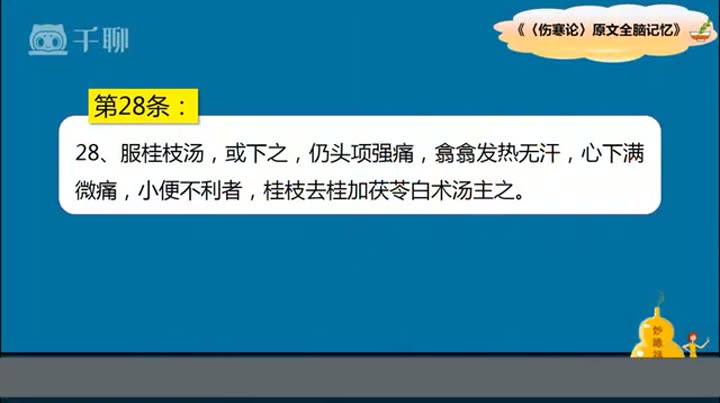 千聊
《〈伤寒论〉原文全脑记忆》
第28条：
28、服桂枝汤，或下之，仍头项强痛，翕翕发热无汗，心下满
微痛，小便不利者，桂枝去桂加茯苓白术汤主之。